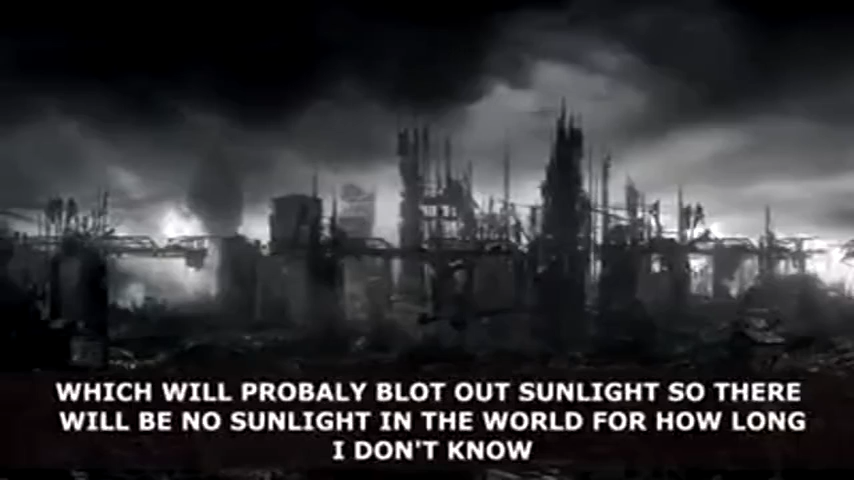 WHICH WILL PROBALY BLOT OUT SUNLIGHT SO THERE
WILL BE NO SUNLIGHT IN THE WORLD FOR HOW LONG
I DON'T KNOW